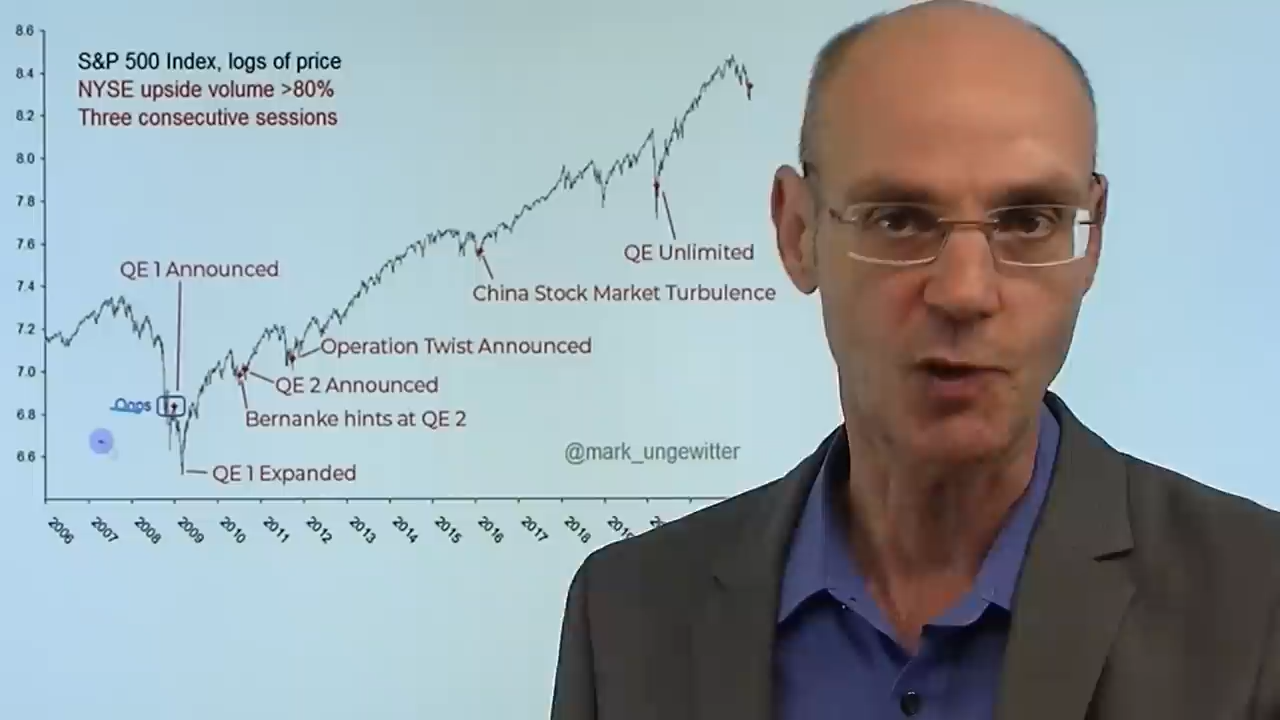 8.6
S&P 500 Index, logs of price
8.4
NYSE upside volume >80%
8.2
Three consecutive sessions
8.0
7.8
7.6
QE Unlimited
QE 1 Announced
7.4
China Stock Market Turbulence
7.2
Operation Twist Announced
7.0
QE 2 Announced
Oops
6.8
Bernanke hints at QE 2
@mark_ungewitter
6.6
QE 1 Expanded
2006 2007 2008 2009 2010 2011 2012 2013 2014 2015 2016 2017 2018